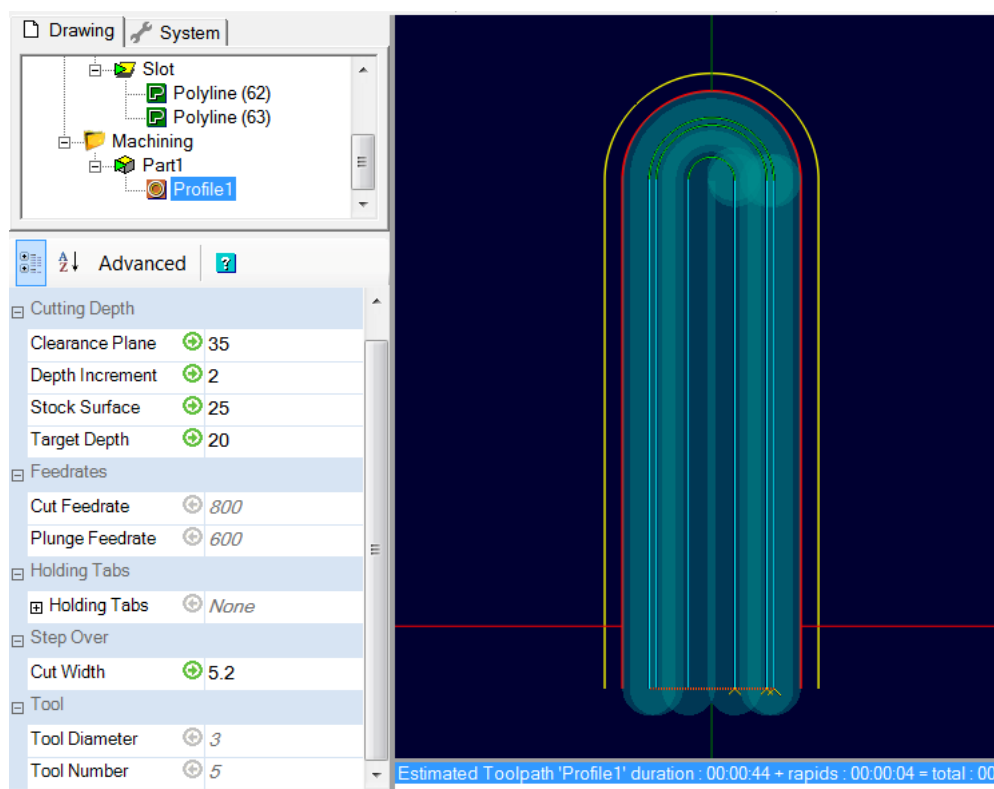 Drawing System
Slot
Polyline (62)
Polyline (63)
Machining
Part1
Profile1
A Z Advanced ?
Cutting Depth
Clearance Plane 35
Depth Increment 2
Stock Surface 25
Target Depth 20
Feedrates
Cut Feedrate 800
Plunge Feedrate 600
Holding Tabs
Holding Tabs None
Step Over
Cut Width 5.2
Tool
Tool Diameter 3
Tool Number 5
Estimated Toolpath 'Profile1' duration : 00:00:44 + rapids : 00:00:04 = total : 00